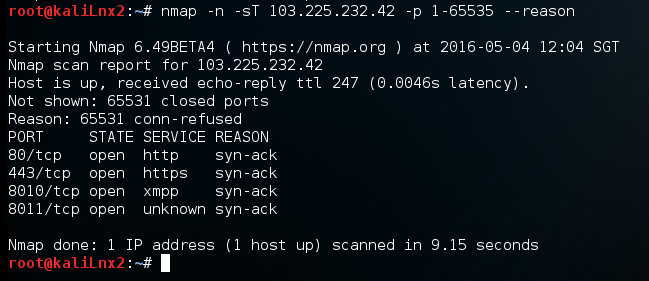 root@kaliLnx2:~# nmap -n -sT 103.225.232.42 -p 1-65535 --reason
Starting Nmap 6.49BETA4 ( https://nmap.org ) at 2016-05-04 12:04 SGT
Nmap scan report for 103.225.232.42
Host is up, received echo-reply ttl 247 (0.0046s latency).
Not shown: 65531 closed ports
Reason: 65531 conn-refused
PORT     STATE SERVICE REASON
80/tcp   open  http    syn-ack
443/tcp  open  https   syn-ack
8010/tcp open  xmpp    syn-ack
8011/tcp open  unknown syn-ack
Nmap done: 1 IP address (1 host up) scanned in 9.15 seconds
root@kaliLnx2:~#